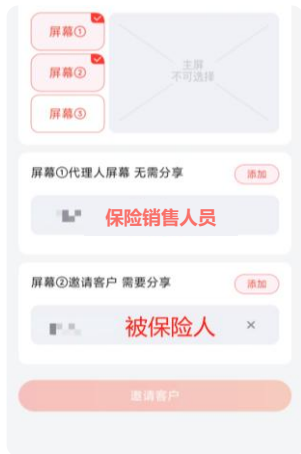 屏幕①
屏幕②
屏幕③
主屏
不可选择
屏幕①代理人屏幕 无需分享
添加
保险销售人员
屏幕②邀请客户 需要分享
添加
被保险人
×
邀请客户